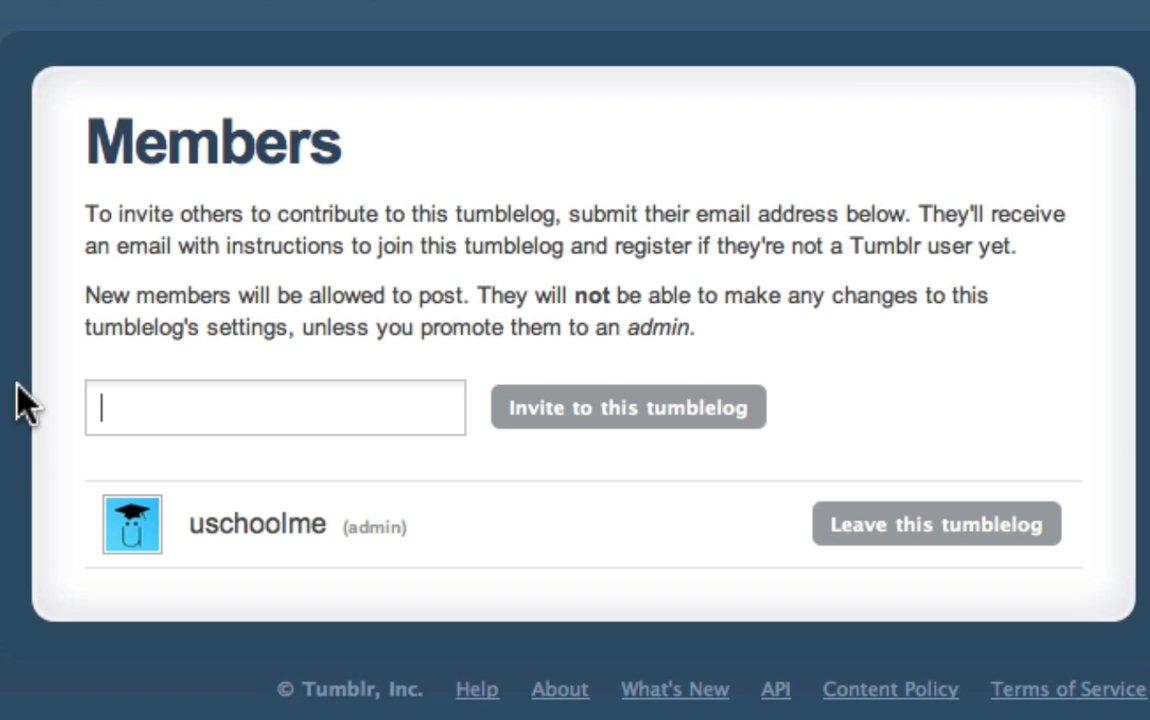 Members
To invite others to contribute to this tumblelog, submit their email address below. They'll receive
an email with instructions to join this tumblelog and register if they're not a Tumblr user yet.
New members will be allowed to post. They will not be able to make any changes to this
tumblelog's settings, unless you promote them to an admin.
Invite to this tumblelog
ü
uschoolme (admin)
Leave this tumblelog
© Tumblr, Inc. Help About What's New API Content Policy Terms of Service